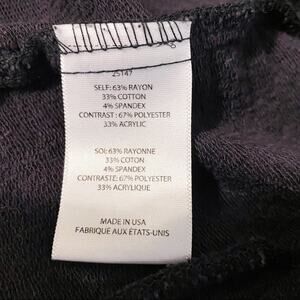 25147
SELF: 63% RAYON
33% COTTON
4% SPANDEX
CONTRAST: 67% POLYESTER
33% ACRYLIC
SOI: 63% RAYONNE
33% COTON
4% SPANDEX
CONTRASTE: 67% POLYESTER
33% ACRYLIQUE
MADE IN USA
FABRIQUÉ AUX ÉTATS-UNIS